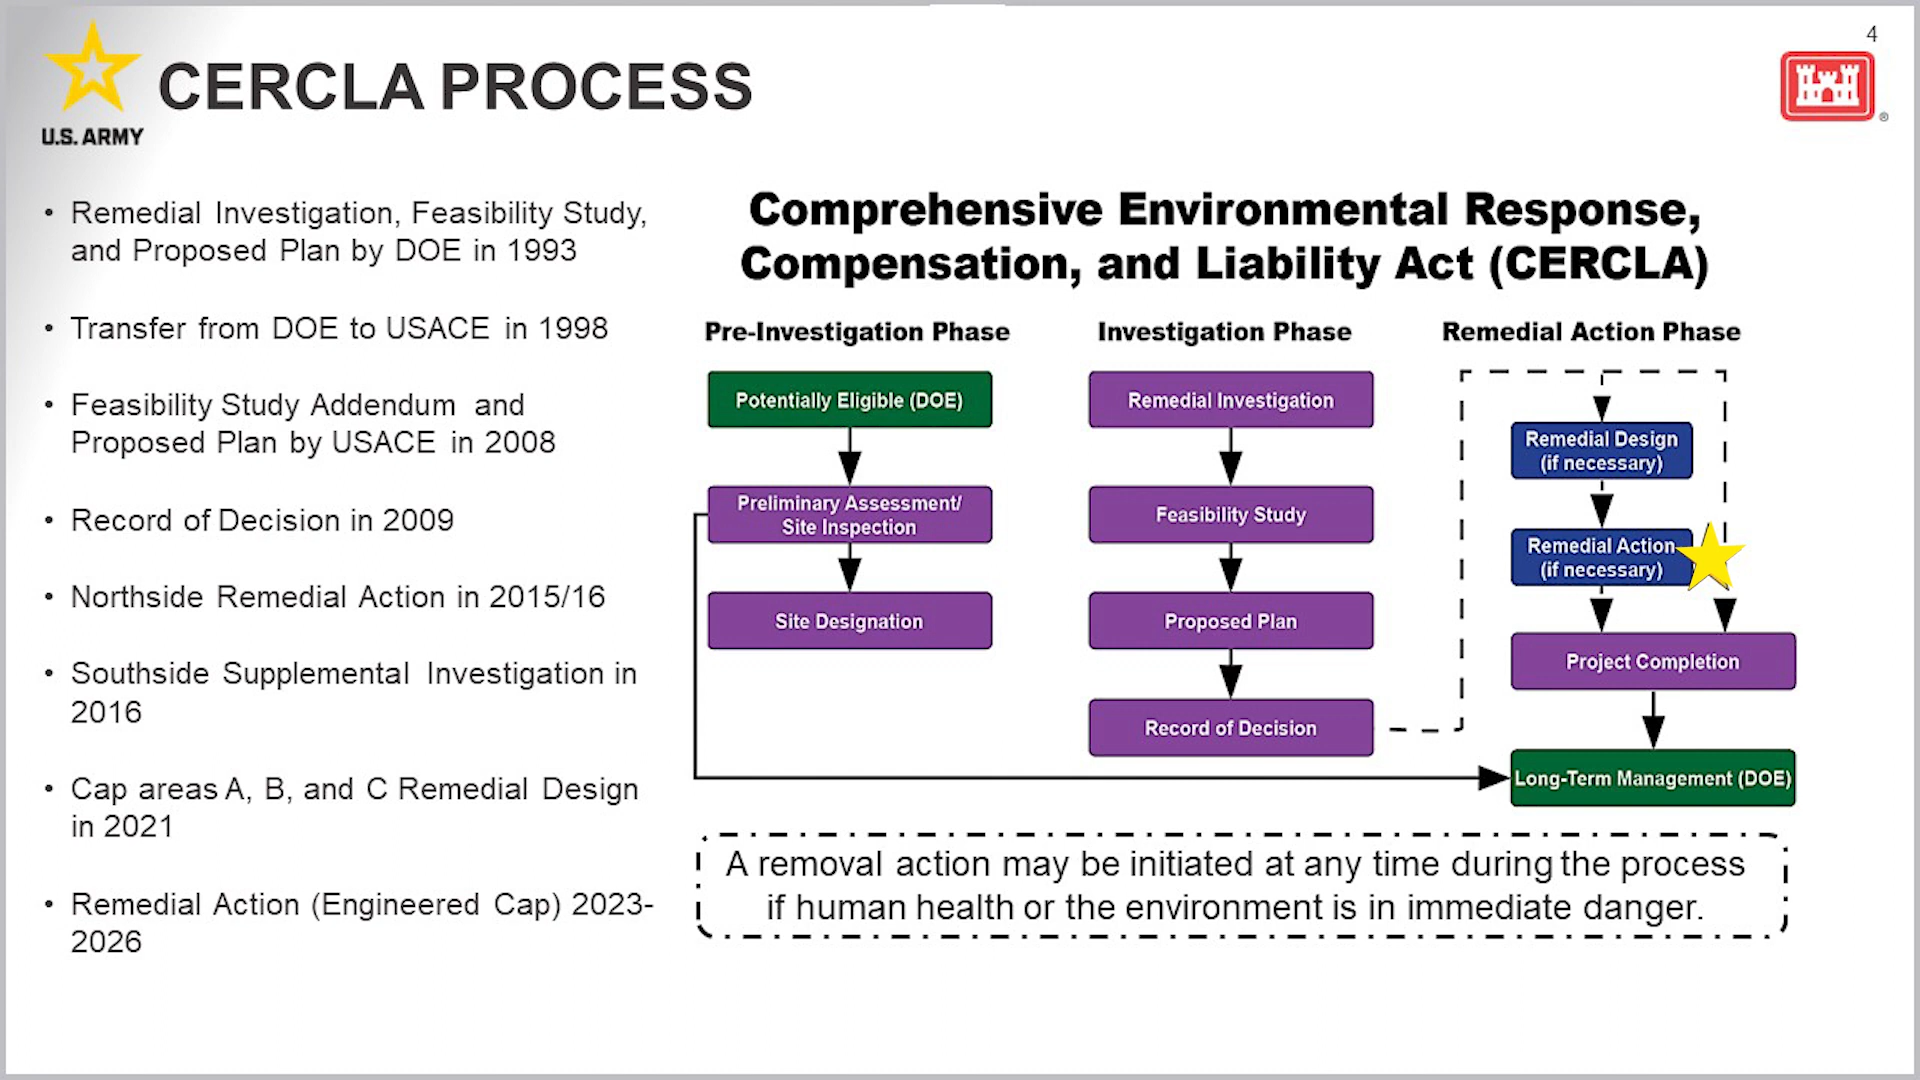 4
CERCLA PROCESS
U.S. ARMY
®
• Remedial Investigation, Feasibility Study,
and Proposed Plan by DOE in 1993
• Transfer from DOE to USACE in 1998
• Feasibility Study Addendum and
Proposed Plan by USACE in 2008
• Record of Decision in 2009
• Northside Remedial Action in 2015/16
• Southside Supplemental Investigation in
2016
• Cap areas A, B, and C Remedial Design
in 2021
• Remedial Action (Engineered Cap) 2023-
2026
Comprehensive Environmental Response,
Compensation, and Liability Act (CERCLA)
Pre-Investigation Phase
Potentially Eligible (DOE)
Preliminary Assessment/
Site Inspection
Site Designation
Investigation Phase
Remedial Investigation
Feasibility Study
Proposed Plan
Record of Decision
Remedial Action Phase
Remedial Design
(if necessary)
Remedial Action
(if necessary)
Project Completion
Long-Term Management (DOE)
A removal action may be initiated at any time during the process
if human health or the environment is in immediate danger.